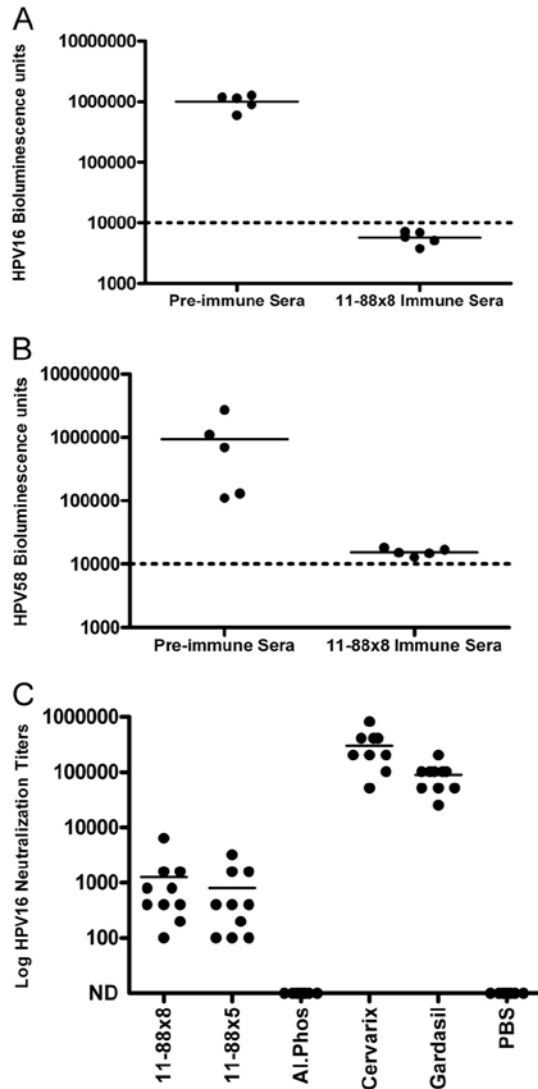 A
HPV16 Bioluminescence units
10000000
1000000
100000
10000
1000
Pre-immune Sera
11-88x8 Immune Sera
B
HPV58 Bioluminescence units
10000000
1000000
100000
10000
1000
Pre-immune Sera
11-88x8 Immune Sera
C
Log HPV16 Neutralization Titers
1000000
100000
10000
1000
100
ND
11-88x8
11-88x5
Al.Phos
Cervarix
Gardasil
PBS